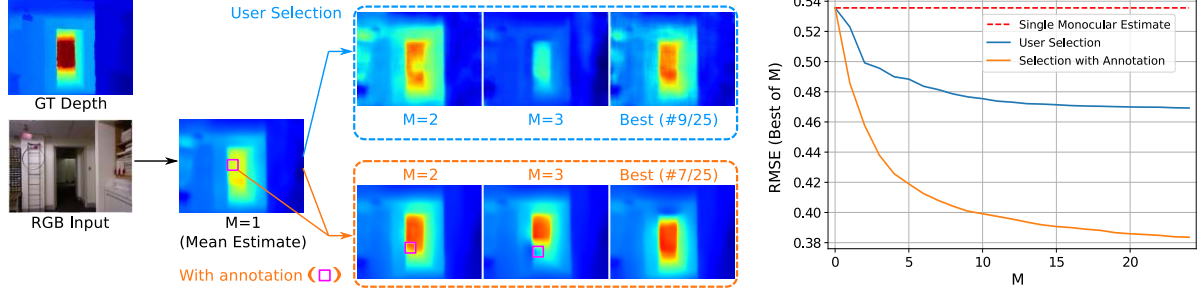 User Selection
GT Depth
M=2
M=3
Best (#9/25)
RGB Input
M=1
(Mean Estimate)
M=2
M=3
Best (#7/25)
With annotation ( )
0.54
0.52
0.50
0.48
0.46
0.44
0.42
0.40
0.38
RMSE (Best of M)
Single Monocular Estimate
User Selection
Selection with Annotation
0
5
10
15
20
M